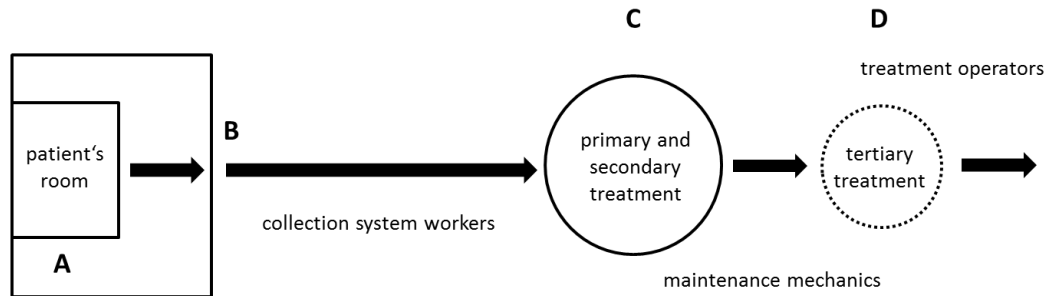 C
D
treatment operators
B
patient‘s
room
primary and
secondary
treatment
tertiary
treatment
collection system workers
A
maintenance mechanics